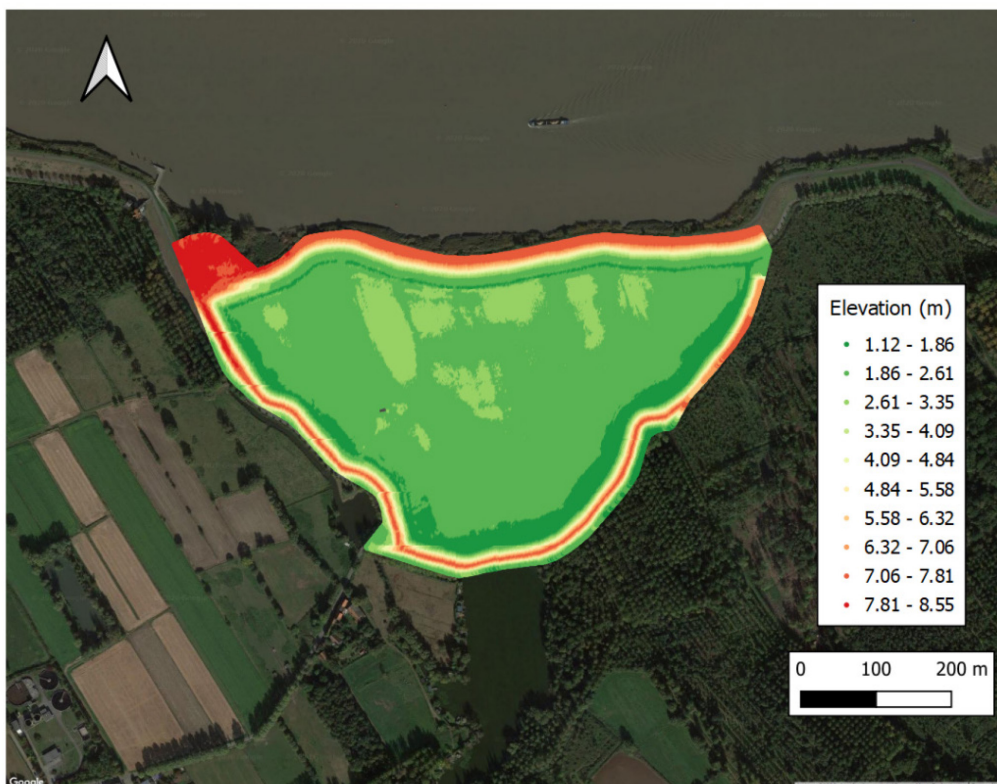 Elevation (m)
1.12 - 1.86
1.86 - 2.61
2.61 - 3.35
3.35 - 4.09
4.09 - 4.84
4.84 - 5.58
5.58 - 6.32
6.32 - 7.06
7.06 - 7.81
7.81 - 8.55
0 100 200 m
Google